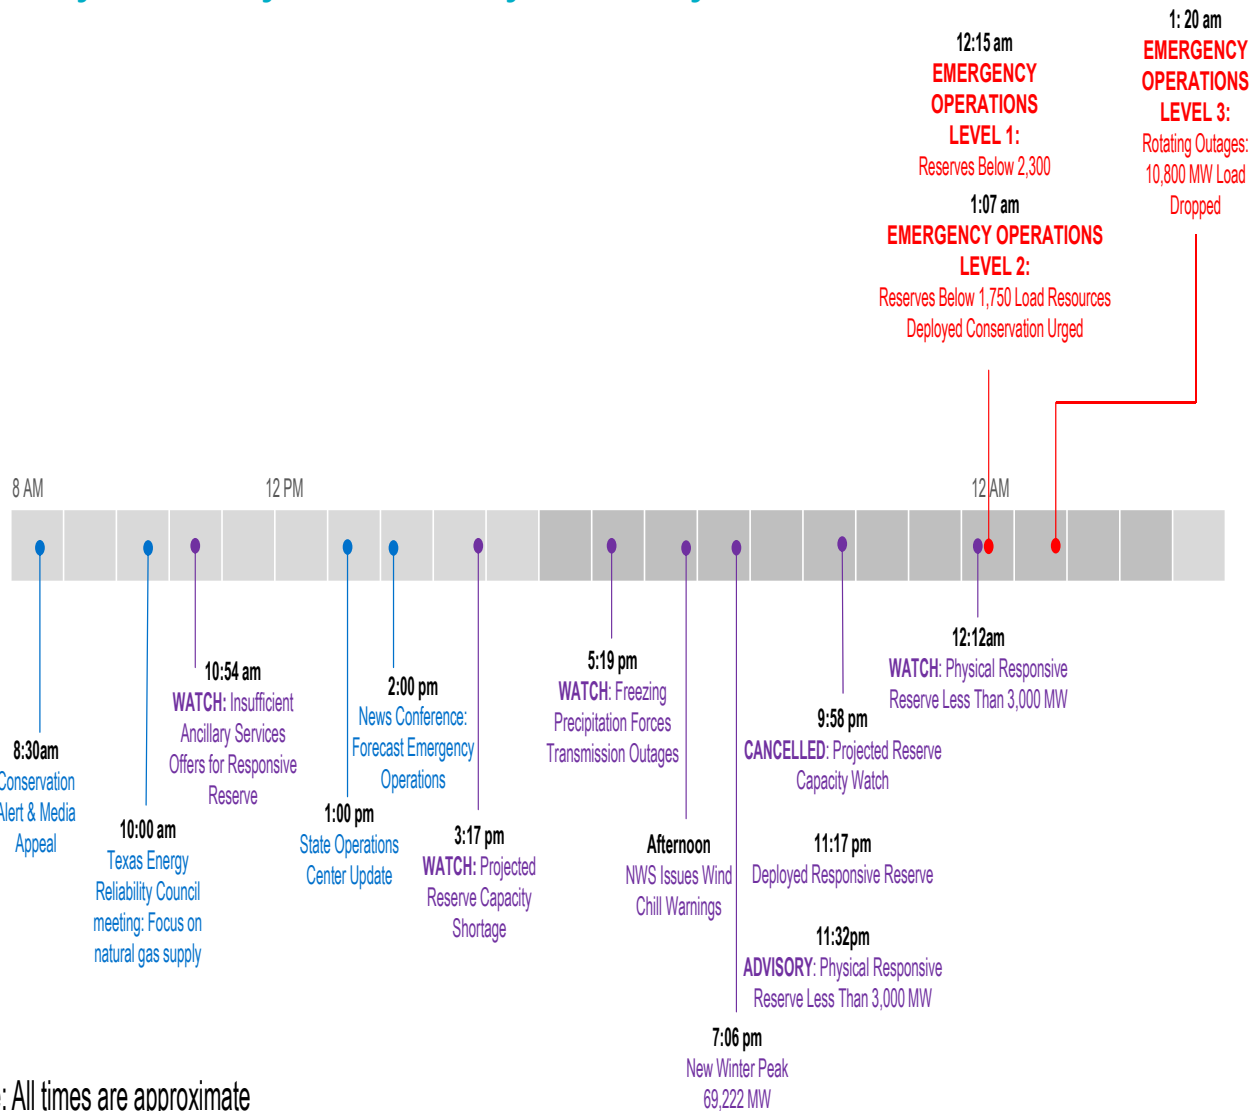 12:15 am
EMERGENCY
OPERATIONS
LEVEL 1:
Reserves Below 2,300
1:07 am
EMERGENCY OPERATIONS
LEVEL 2:
Reserves Below 1,750 Load Resources
Deployed Conservation Urged
1: 20 am
EMERGENCY
OPERATIONS
LEVEL 3:
Rotating Outages:
10,800 MW Load
Dropped
8 AM
12 PM
12 AM
8:30am
Conservation
Alert & Media
Appeal
10:00 am
Texas Energy
Reliability Council
meeting: Focus on
natural gas supply
10:54 am
WATCH: Insufficient
Ancillary Services
Offers for Responsive
Reserve
1:00 pm
State Operations
Center Update
2:00 pm
News Conference:
Forecast Emergency
Operations
3:17 pm
WATCH: Projected
Reserve Capacity
Shortage
5:19 pm
WATCH: Freezing
Precipitation Forces
Transmission Outages
Afternoon
NWS Issues Wind
Chill Warnings
7:06 pm
New Winter Peak
69,222 MW
9:58 pm
CANCELLED: Projected Reserve
Capacity Watch
11:17 pm
Deployed Responsive Reserve
11:32pm
ADVISORY: Physical Responsive
Reserve Less Than 3,000 MW
12:12am
WATCH: Physical Responsive
Reserve Less Than 3,000 MW
: All times are approximate